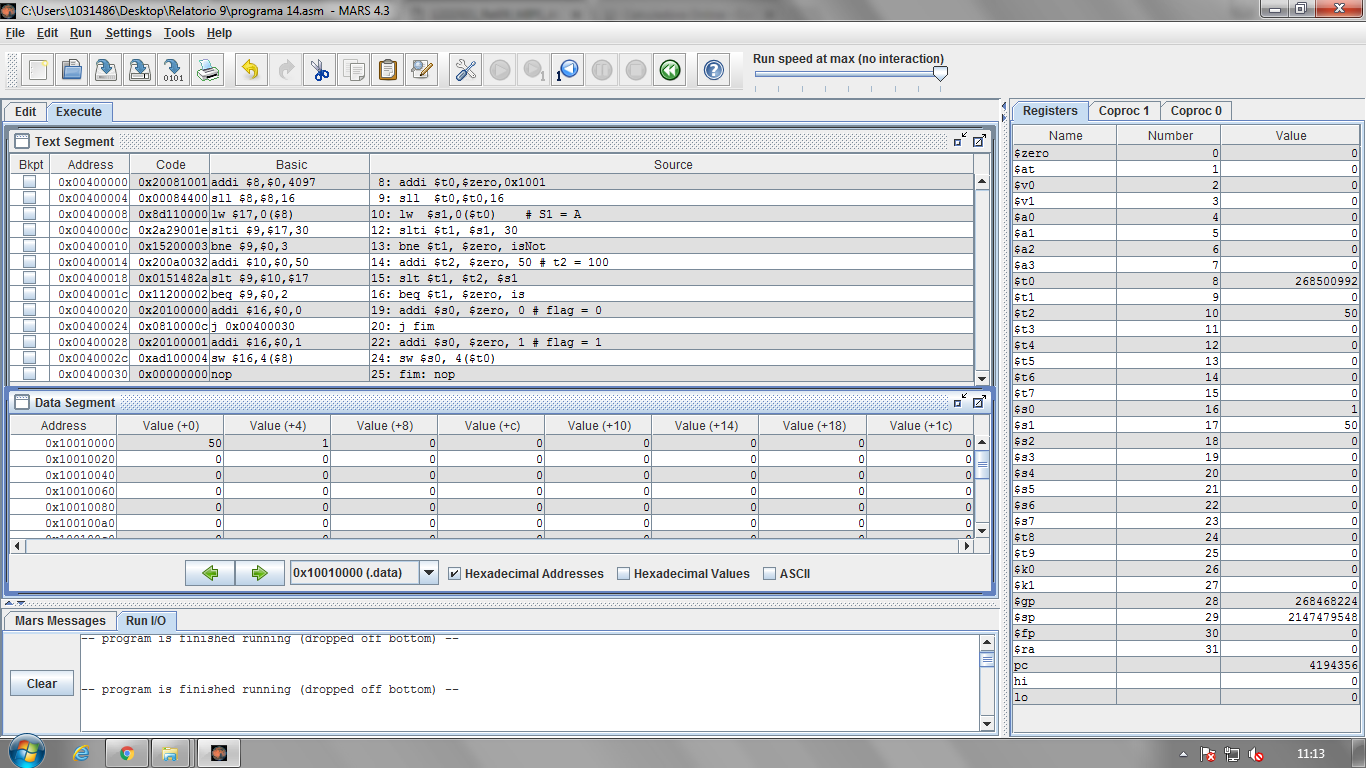 C:\Users\1031486\Desktop\Relatorio 9\programa 14.asm - MARS 4.3
File Edit Run Settings Tools Help
Run speed at max (no interaction)
Edit Execute
Text Segment
Bkpt Address Code Basic Source
0x00400000 0x20081001 addi $8,$0,4097 8: addi $t0,$zero,0x1001
0x00400004 0x00084400 sll $8,$8,16 9: sll $t0,$t0,16
0x00400008 0x8d110000 lw $17,0($8) 10: lw $s1,0($t0) # S1 = A
0x0040000c 0x2a29001e slti $9,$17,30 12: slti $t1, $s1, 30
0x00400010 0x15200003 bne $9,$0,3 13: bne $t1, $zero, isNot
0x00400014 0x200a0032 addi $10,$0,50 14: addi $t2, $zero, 50 # t2 = 100
0x00400018 0x0151482a slt $9,$10,$17 15: slt $t1, $t2, $s1
0x0040001c 0x11200002 beq $9,$0,2 16: beq $t1, $zero, is
0x00400020 0x20100000 addi $16,$0,0 19: addi $s0, $zero, 0 # flag = 0
0x00400024 0x0810000c j 0x00400030 20: j fim
0x00400028 0x20100001 addi $16,$0,1 22: addi $s0, $zero, 1 # flag = 1
0x0040002c 0xad100004 sw $16,4($8) 24: sw $s0, 4($t0)
0x00400030 0x00000000 nop 25: fim: nop
Data Segment
Address Value (+0) Value (+4) Value (+8) Value (+c) Value (+10) Value (+14) Value (+18) Value (+1c)
0x10010000 50 1 0 0 0 0 0 0
0x10010020 0 0 0 0 0 0 0 0
0x10010040 0 0 0 0 0 0 0 0
0x10010060 0 0 0 0 0 0 0 0
0x10010080 0 0 0 0 0 0 0 0
0x100100a0 0 0 0 0 0 0 0 0
0x10010000 (.data) Hexadecimal Addresses Hexadecimal Values ASCII
Mars Messages Run I/O
-- program is finished running (dropped off bottom) --
-- program is finished running (dropped off bottom) --
Clear
Registers Coproc 1 Coproc 0
Name Number Value
$zero 0 0
$at 1 0
$v0 2 0
$v1 3 0
$a0 4 0
$a1 5 0
$a2 6 0
$a3 7 0
$t0 8 268500992
$t1 9 0
$t2 10 50
$t3 11 0
$t4 12 0
$t5 13 0
$t6 14 0
$t7 15 0
$s0 16 1
$s1 17 50
$s2 18 0
$s3 19 0
$s4 20 0
$s5 21 0
$s6 22 0
$s7 23 0
$t8 24 0
$t9 25 0
$k0 26 0
$k1 27 0
$gp 28 268468224
$sp 29 2147479548
$fp 30 0
$ra 31 0
pc 4194356
hi 0
lo 0
11:13